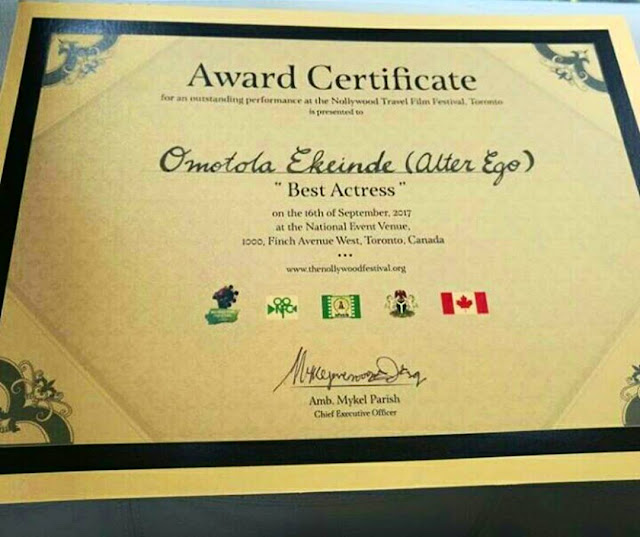 Award Certificate
for an outstanding performance at the Nollywood Travel Film Festival, Toronto
is presented to
Omotola Ekeinde (Alter Ego)
" Best Actress "
on the 16th of September, 2017
at the National Event Venue,
1000, Finch Avenue West, Toronto, Canada
•••
www.thenollywoodfestival.org
NFC
Amb. Mykel Parish
Chief Executive Officer